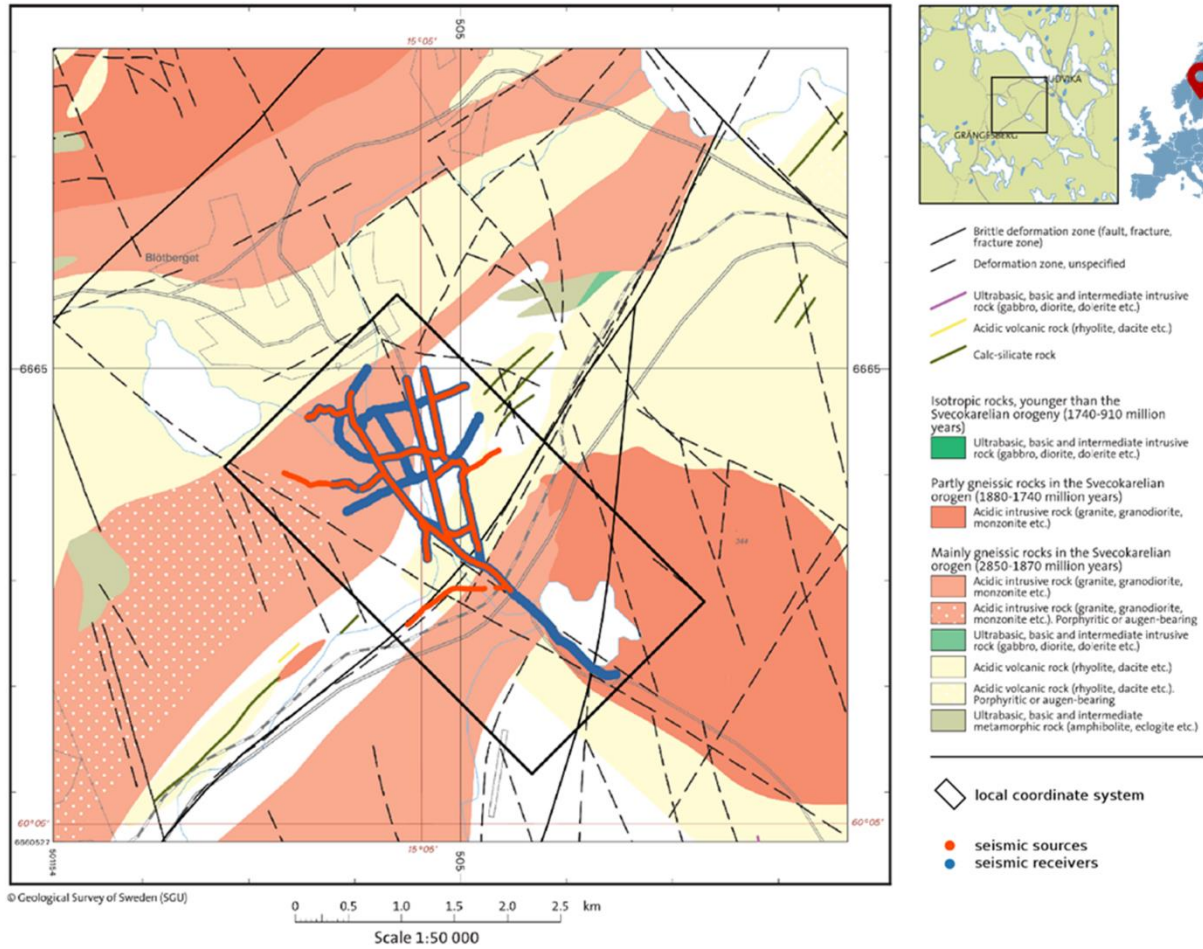 505
15°05'
Blötberget
6665
6665
344
60°05'
60°05'
6660527
501154
15°05'
505
© Geological Survey of Sweden (SGU)
0 0.5 1.0 1.5 2.0 2.5 km
Scale 1:50 000
UDVIKA
GRÄNGESBERG
Brittle deformation zone (fault, fracture,
fracture zone)
Deformation zone, unspecified
Ultrabasic, basic and intermediate intrusive
rock (gabbro, diorite, dolerite etc.)
Acidic volcanic rock (rhyolite, dacite etc.)
Calc-silicate rock
Isotropic rocks, younger than the
Svecokarelian orogeny (1740-910 million
years)
Ultrabasic, basic and intermediate intrusive
rock (gabbro, diorite, dolerite etc.)
Partly gneissic rocks in the Svecokarelian
orogen (1880-1740 million years)
Acidic intrusive rock (granite, granodiorite,
monzonite etc.)
Mainly gneissic rocks in the Svecokarelian
orogen (2850-1870 million years)
Acidic intrusive rock (granite, granodiorite,
monzonite etc.)
Acidic intrusive rock (granite, granodiorite,
monzonite etc.). Porphyritic or augen-bearing
Ultrabasic, basic and intermediate intrusive
rock (gabbro, diorite, dolerite etc.)
Acidic volcanic rock (rhyolite, dacite etc.)
Acidic volcanic rock (rhyolite, dacite etc.).
Porphyritic or augen-bearing
Ultrabasic, basic and intermediate
metamorphic rock (amphibolite, eclogite etc.)
local coordinate system
seismic sources
seismic receivers